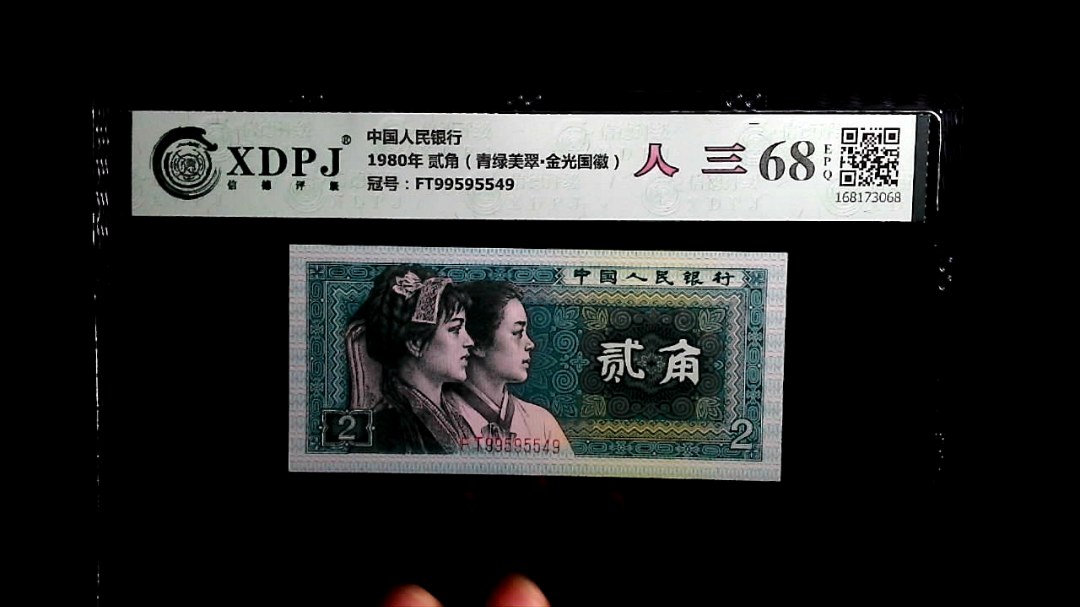 XDPJ®
信德评级
中国人民银行
1980年 贰角（青绿美翠·金光国徽）
冠号：FT99595549
人 三 68 EPQ
168173068
中国人民银行
贰角
2
2
FT99595549